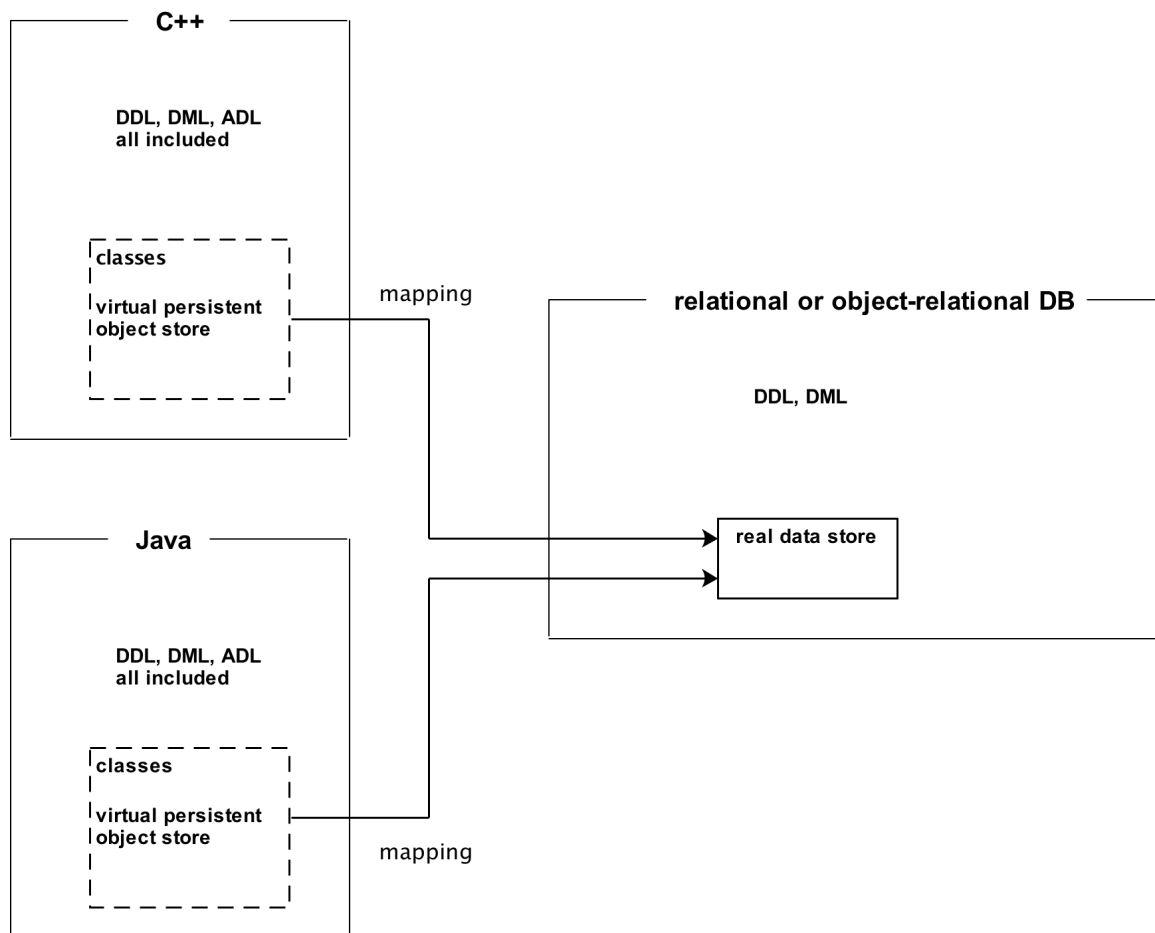 C++
DDL, DML, ADL
all included
classes
virtual persistent
object store
mapping
relational or object-relational DB
DDL, DML
real data store
Java
DDL, DML, ADL
all included
classes
virtual persistent
object store
mapping